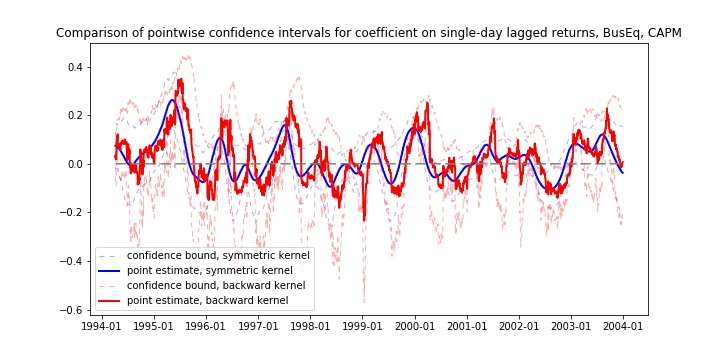 Comparison of pointwise confidence intervals for coefficient on single-day lagged returns, BusEq, CAPM
0.4
0.2
0.0
−0.2
−0.4
−0.6
confidence bound, symmetric kernel
point estimate, symmetric kernel
confidence bound, backward kernel
point estimate, backward kernel
1994-01 1995-01 1996-01 1997-01 1998-01 1999-01 2000-01 2001-01 2002-01 2003-01 2004-01